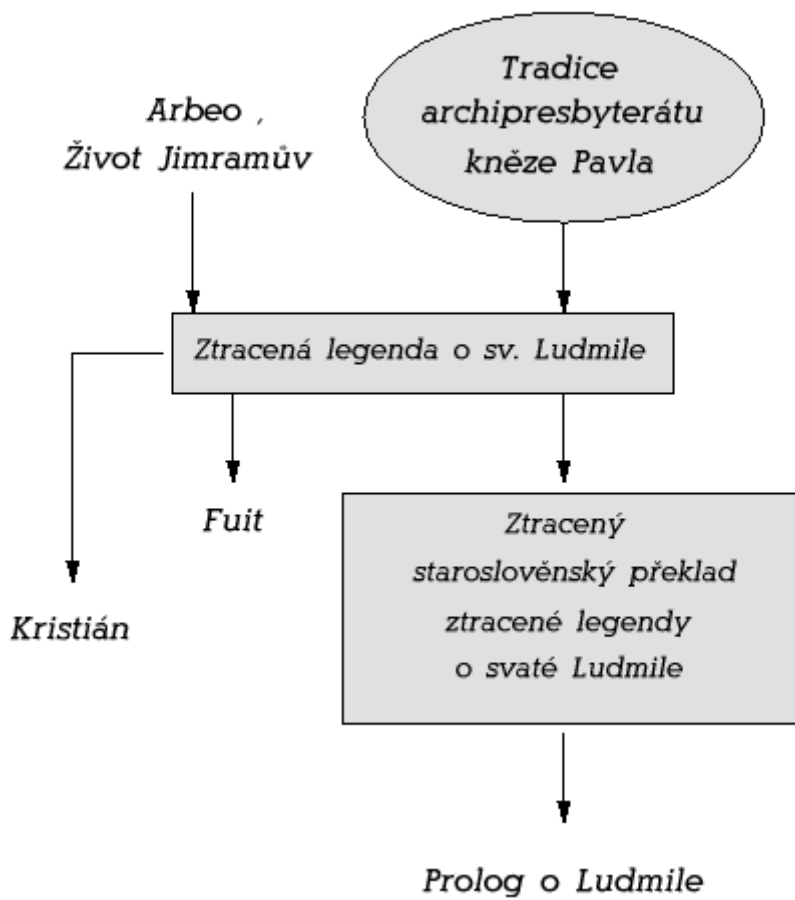 Arbeo ,
Život Jimramův
Tradice
archipresbyterátu
kněze Pavla
Ztracená legenda o sv. Ludmile
Fuit
Kristián
Ztracený
staroslověnský překlad
ztracené legendy
o svaté Ludmile
Prolog o Ludmile